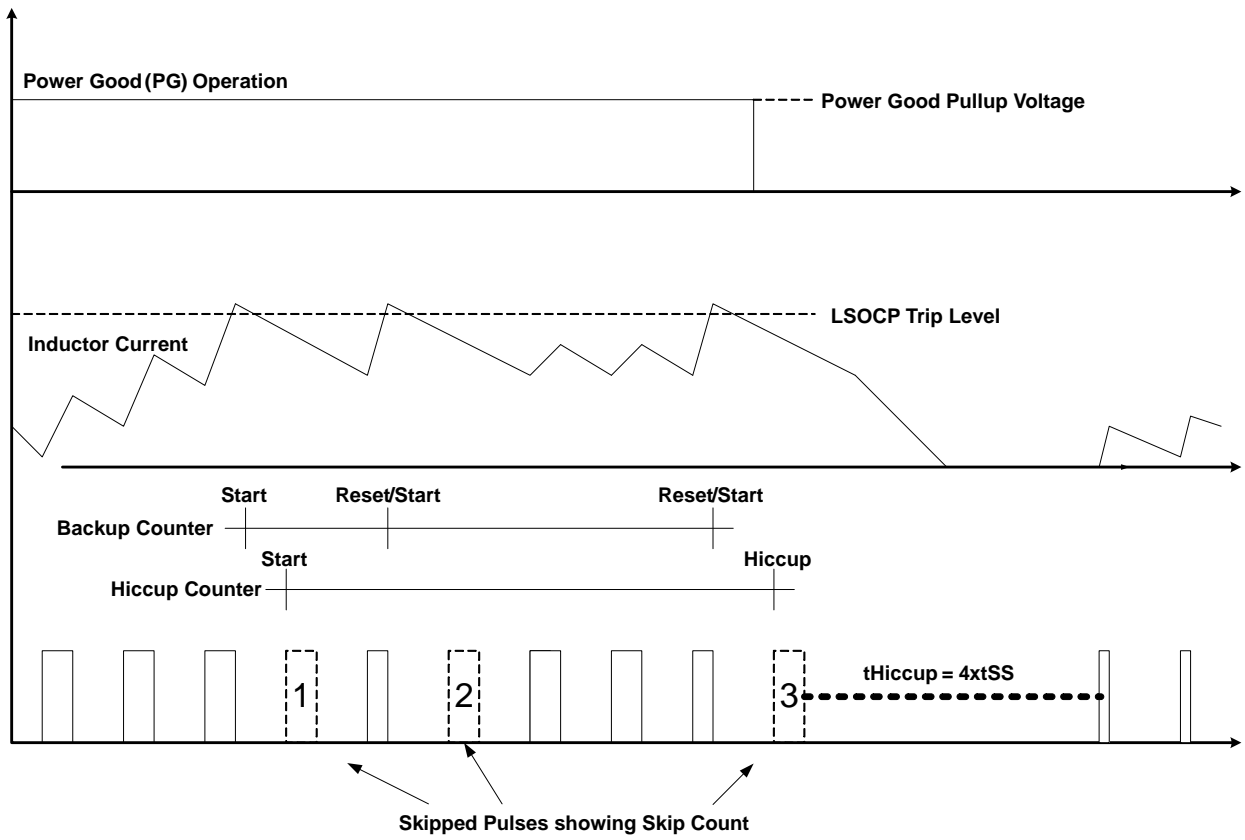 Power Good (PG) Operation
Power Good Pullup Voltage
LSOCP Trip Level
Inductor Current
Start
Reset/Start
Reset/Start
Backup Counter
Start
Hiccup
Hiccup Counter
tHiccup = 4xtSS
1
2
3
Skipped Pulses showing Skip Count